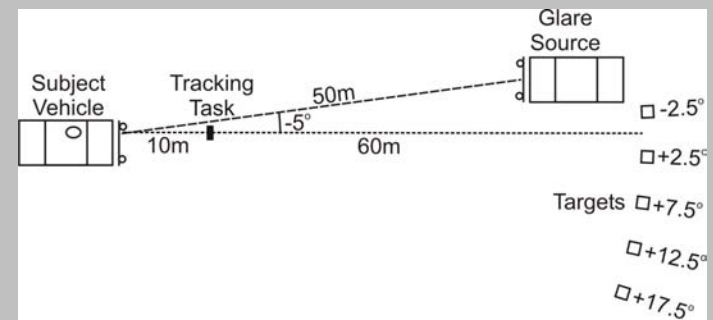 Glare
Source
Subject
Vehicle
Tracking
Task
50m
-5°
10m
60m
-2.5°
+2.5°
Targets
+7.5°
+12.5°
+17.5°